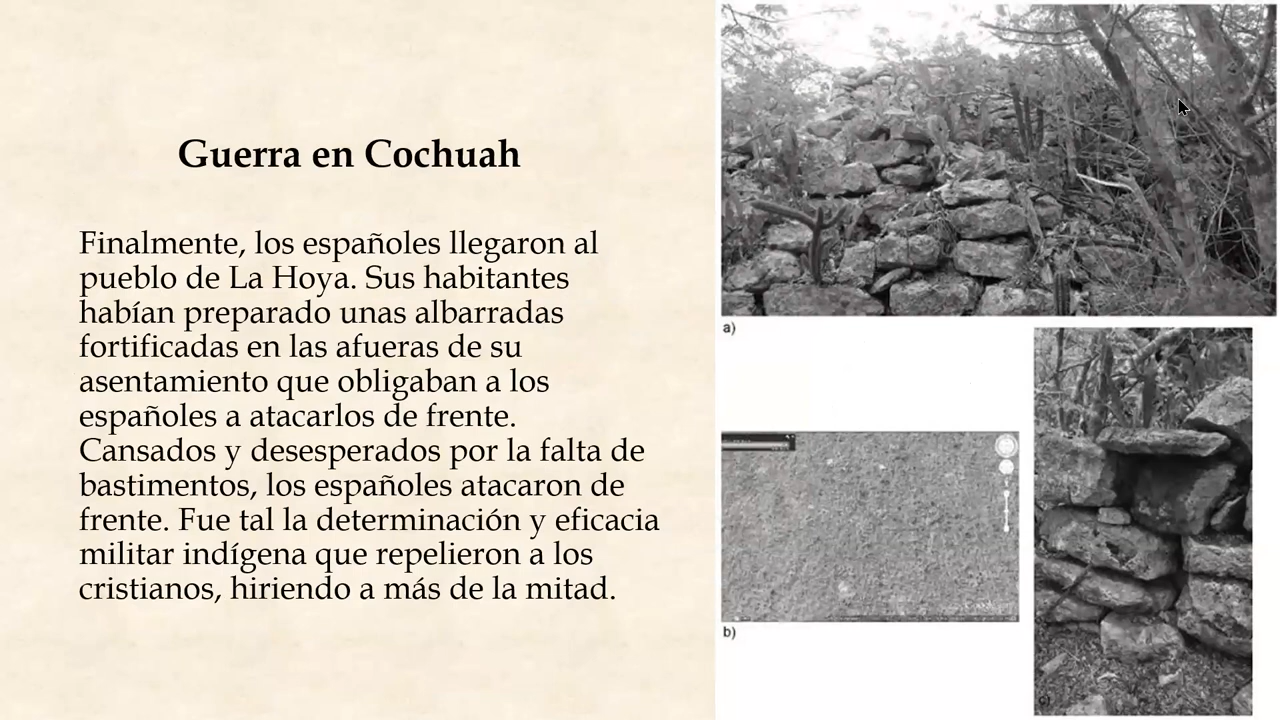 Guerra en Cochuah
Finalmente, los españoles llegaron al
pueblo de La Hoya. Sus habitantes
habían preparado unas albarradas
fortificadas en las afueras de su
asentamiento que obligaban a los
españoles a atacarlos de frente.
Cansados y desesperados por la falta de
bastimentos, los españoles atacaron de
frente. Fue tal la determinación y eficacia
militar indígena que repelieron a los
cristianos, hiriendo a más de la mitad.
a)
b)